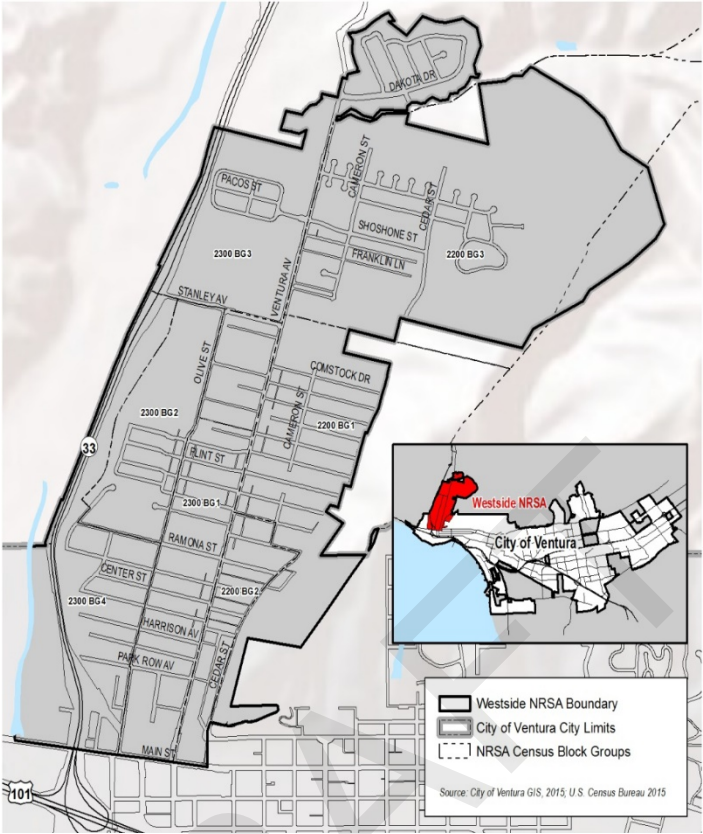 DAKOTA DR
CAMERON ST
PACOS ST
CEDAR ST
SHOSHONE ST
2300 BG3
FRANKLIN LN
2200 BG3
VENTURA AV
STANLEY AV
OLIVE ST
COMSTOCK DR
CAMERON ST
2300 BG2
2200 BG1
33
FLINT ST
Westside NRSA
2300 BG1
City of Ventura
RAMONA ST
CENTER ST
2200 BG2
2300 BG4
HARRISON AV
CEDAR ST
PARK ROW AV
Westside NRSA Boundary
City of Ventura City Limits
MAIN ST
NRSA Census Block Groups
101
Source: City of Ventura GIS, 2015; U.S. Census Bureau 2015
DRAFT